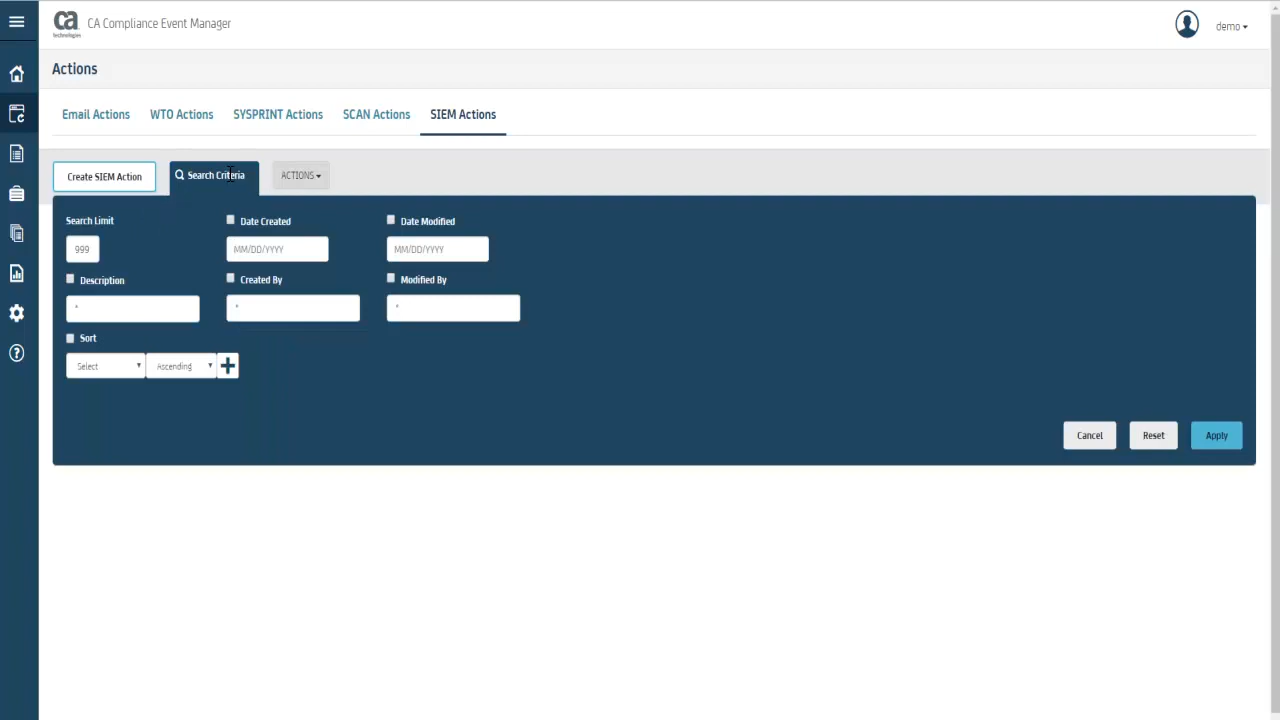 ca
technologies
CA Compliance Event Manager
demo
Actions
Email Actions WTO Actions SYSPRINT Actions SCAN Actions SIEM Actions
Create SIEM Action Search Criteria ACTIONS
Search Limit Date Created Date Modified
999 MM/DD/YYYY MM/DD/YYYY
Description Created By Modified By
* * *
Sort
Select Ascending
Cancel Reset Apply